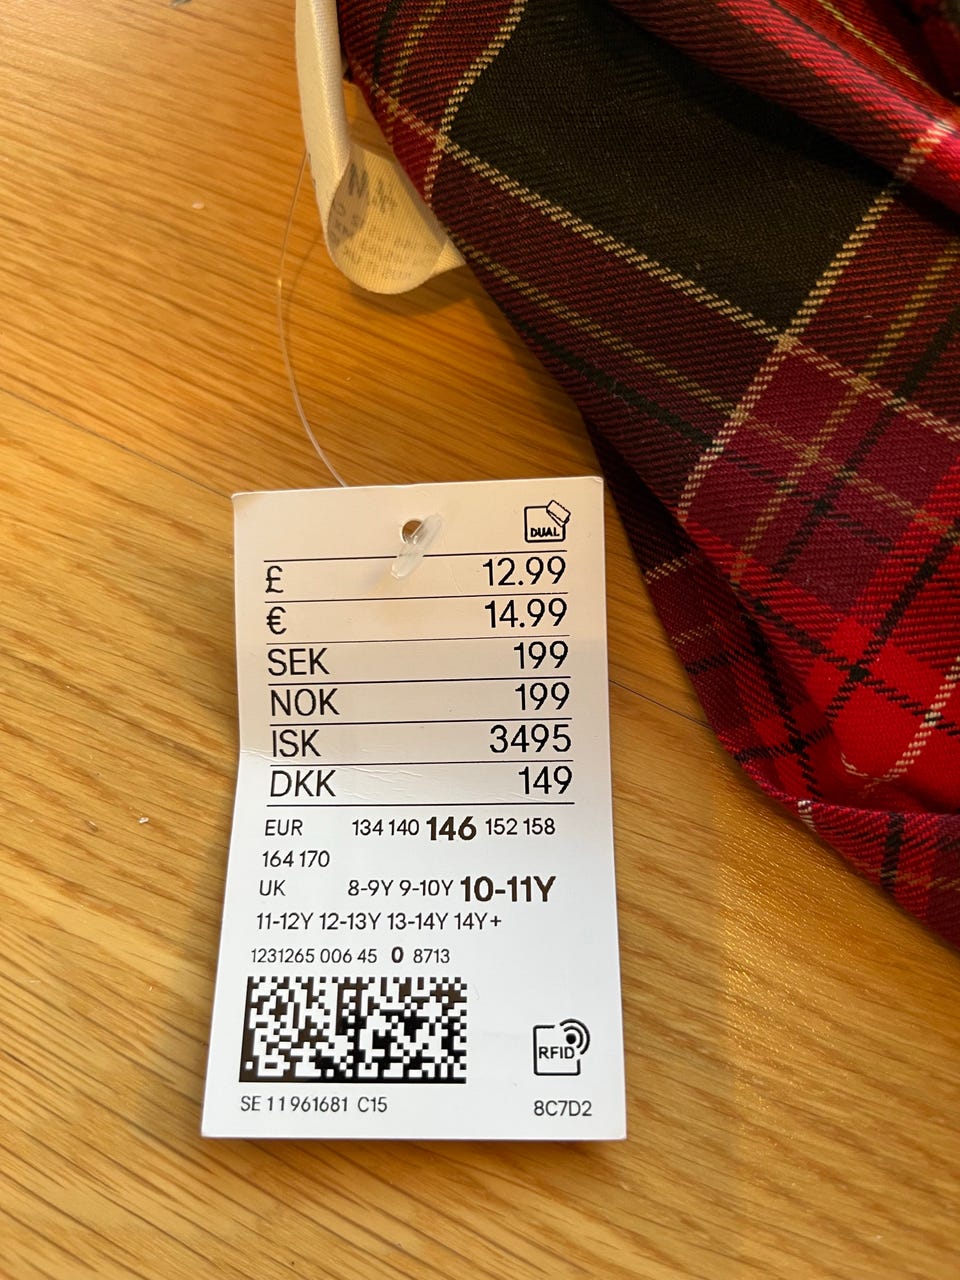 DUAL
£ 12.99
€ 14.99
SEK 199
NOK 199
ISK 3495
DKK 149
EUR 134 140 146 152 158
164 170
UK 8-9Y 9-10Y 10-11Y
11-12Y 12-13Y 13-14Y 14Y+
1231265 006 45 0 8713
RFID
SE 11961681 C15 8C7D2